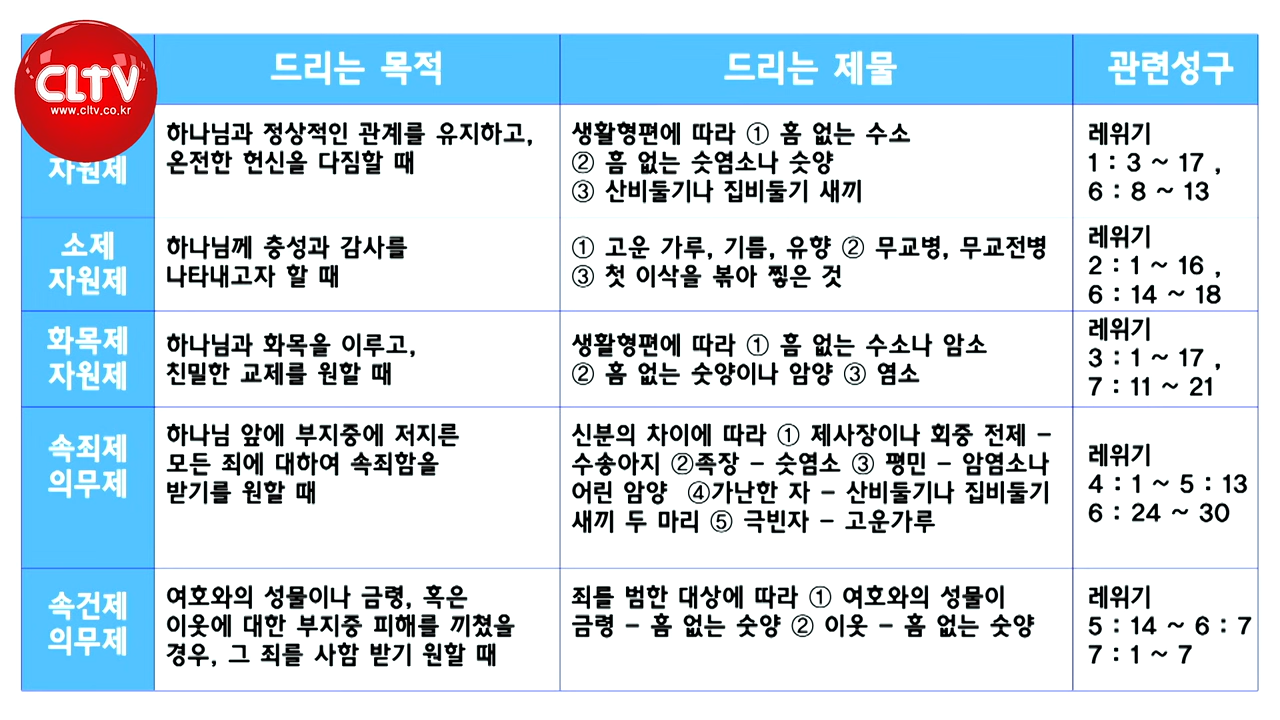 CLTV
www.cltv.co.kr
드리는 목적
드리는 제물
관련성구
자원제
하나님과 정상적인 관계를 유지하고,
온전한 헌신을 다짐할 때
생활형편에 따라 ① 흠 없는 수소
② 흠 없는 숫염소나 숫양
③ 산비둘기나 집비둘기 새끼
레위기
1 : 3 ~ 17 ,
6 : 8 ~ 13
소제
자원제
하나님께 충성과 감사를
나타내고자 할 때
① 고운 가루, 기름, 유향 ② 무교병, 무교전병
③ 첫 이삭을 볶아 찧은 것
레위기
2 : 1 ~ 16 ,
6 : 14 ~ 18
화목제
자원제
하나님과 화목을 이루고,
친밀한 교제를 원할 때
생활형편에 따라 ① 흠 없는 수소나 암소
② 흠 없는 숫양이나 암양 ③ 염소
레위기
3 : 1 ~ 17 ,
7 : 11 ~ 21
속죄제
의무제
하나님 앞에 부지중에 저지른
모든 죄에 대하여 속죄함을
받기를 원할 때
신분의 차이에 따라 ① 제사장이나 회중 전제 –
수송아지 ②족장 – 숫염소 ③ 평민 – 암염소나
어린 암양 ④가난한 자 – 산비둘기나 집비둘기
새끼 두 마리 ⑤ 극빈자 – 고운가루
레위기
4 : 1 ~ 5 : 13
6 : 24 ~ 30
속건제
의무제
여호와의 성물이나 금령, 혹은
이웃에 대한 부지중 피해를 끼쳤을
경우, 그 죄를 사함 받기 원할 때
죄를 범한 대상에 따라 ① 여호와의 성물이
금령 – 흠 없는 숫양 ② 이웃 – 흠 없는 숫양
레위기
5 : 14 ~ 6 : 7
7 : 1 ~ 7